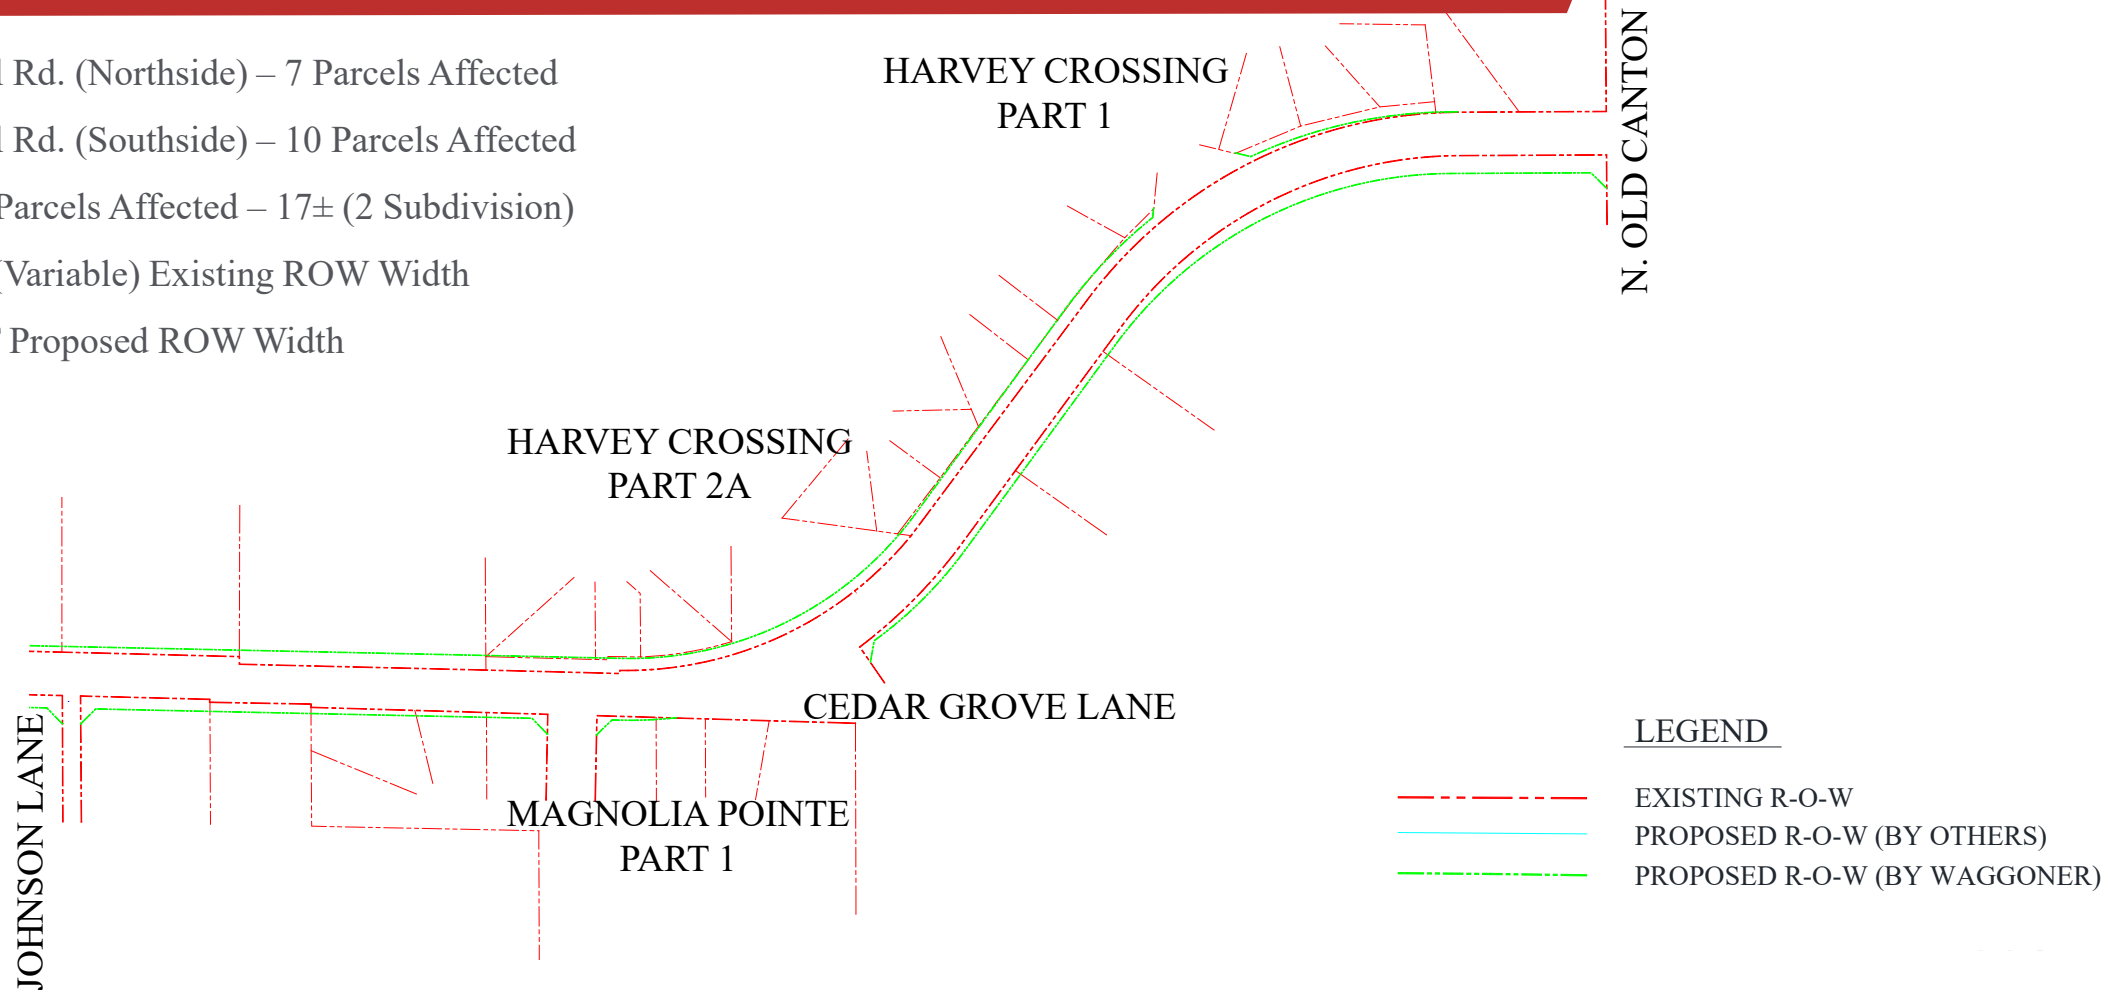 Rd. (Northside) – 7 Parcels Affected
Rd. (Southside) – 10 Parcels Affected
Parcels Affected – 17± (2 Subdivision)
(Variable) Existing ROW Width
Proposed ROW Width
HARVEY CROSSING
PART 1
N. OLD CANTON
HARVEY CROSSING
PART 2A
CEDAR GROVE LANE
MAGNOLIA POINTE
PART 1
JOHNSON LANE
LEGEND
EXISTING R-O-W
PROPOSED R-O-W (BY OTHERS)
PROPOSED R-O-W (BY WAGGONER)